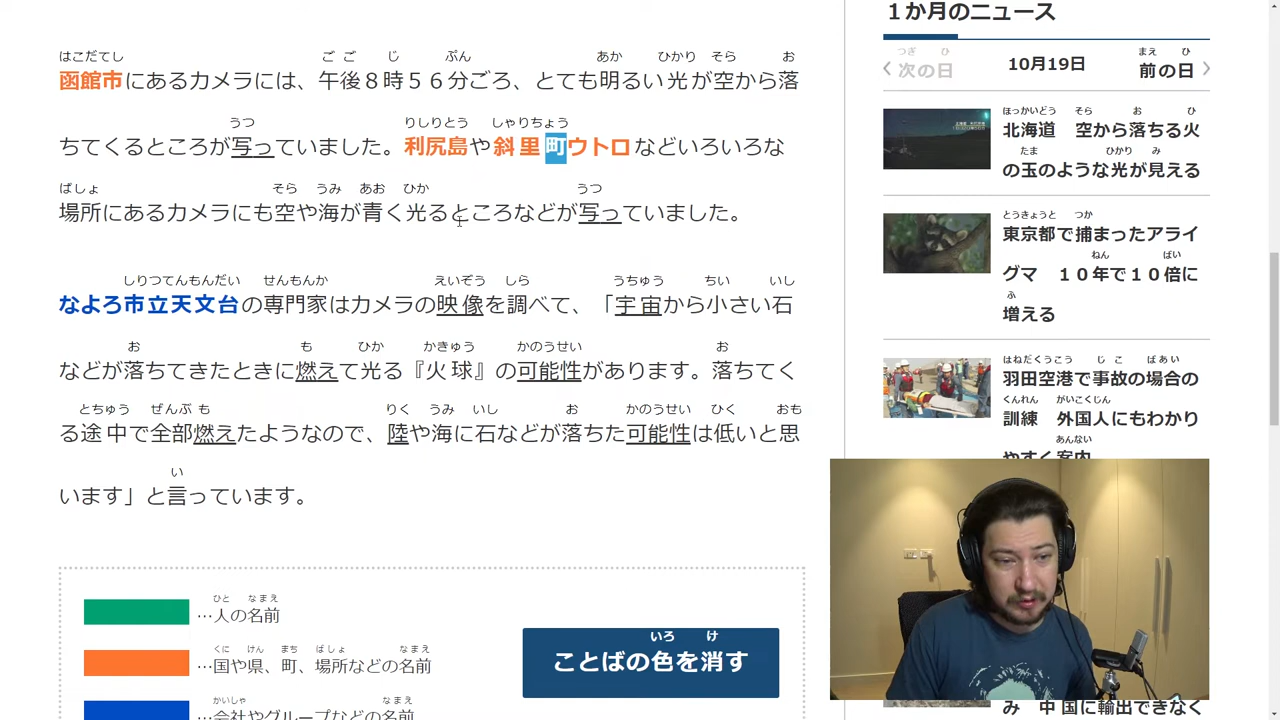 はこだてし ごご じ ぷん あか ひかり そら お
函館市にあるカメラには、午後８時５６分ごろ、とても明るい光が空から落
うつ りしりとう しゃりちょう
ちてくるところが写っていました。利尻島や斜里町ウトロなどいろいろな
ばしょ そら うみ あお ひか うつ
場所にあるカメラにも空や海が青く光るところなどが写っていました。
しりつてんもんだい せんもんか えいぞう しら うちゅう ちい いし
なよろ市立天文台の専門家はカメラの映像を調べて、「宇宙から小さい石
お も ひか かきゅう かのうせい お
などが落ちてきたときに燃えて光る『火球』の可能性があります。落ちてく
とちゅう ぜんぶ も りく うみ いし お かのうせい ひく おも
る途中で全部燃えたようなので、陸や海に石などが落ちた可能性は低いと思
い
います」と言っています。
ひと なまえ
…人の名前
くに けん まち ばしょ なまえ
…国や県、町、場所などの名前
かいしゃ なまえ
…会社やグループなどの名前
いろ け
ことばの色を消す
１か月のニュース
つぎ ひ まえ ひ
次の日 10月19日 前の日
ほっかいどう そら お ひ
北海道 空から落ちる火
たま ひかり み
の玉のような光が見える
とうきょうと つか
東京都で捕まったアライ
ねん ばい
グマ １０年で１０倍に
ふ
増える
はねだくうこう じこ ばあい
羽田空港で事故の場合の
くんれん がいこくじん
訓練 外国人にもわかり
あんない
やすく案内
み 中国に輸出できなく